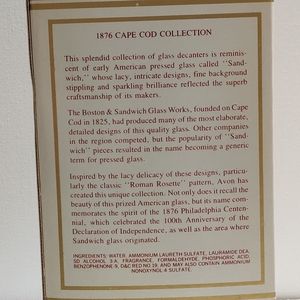 1876 CAPE COD COLLECTION
This splendid collection of glass decanters is reminis-
cent of early American pressed glass called "Sand-
wich," whose lacy, intricate designs, fine background
stippling and sparkling brilliance reflected the superb
craftsmanship of its makers.
The Boston & Sandwich Glass Works, founded on Cape
Cod in 1825, had produced many of the most elaborate,
detailed designs of this quality glass. Other companies
in the region competed, but the popularity of "Sand-
wich" pieces resulted in the name becoming a generic
term for pressed glass.
Inspired by the lacy delicacy of these designs, particu-
larly the classic "Roman Rosette" pattern, Avon has
created this unique collection. Not only does it recall the
beauty of this prized American glass, but its name com-
memorates the spirit of the 1876 Philadelphia Centen-
nial, which celebrated the 100th Anniversary of the
Declaration of Independence, as well as the area where
Sandwich glass originated.
INGREDIENTS: WATER, AMMONIUM LAURETH SULFATE, LAURAMIDE DEA,
SD ALCOHOL 3-A, FRAGRANCE, FORMALDEHYDE, PHOSPHORIC ACID,
BENZOPHENONE 9, D&C RED NO. 19, AND MAY ALSO CONTAIN AMMONIUM
NONOXYNOL 4 SULFATE.